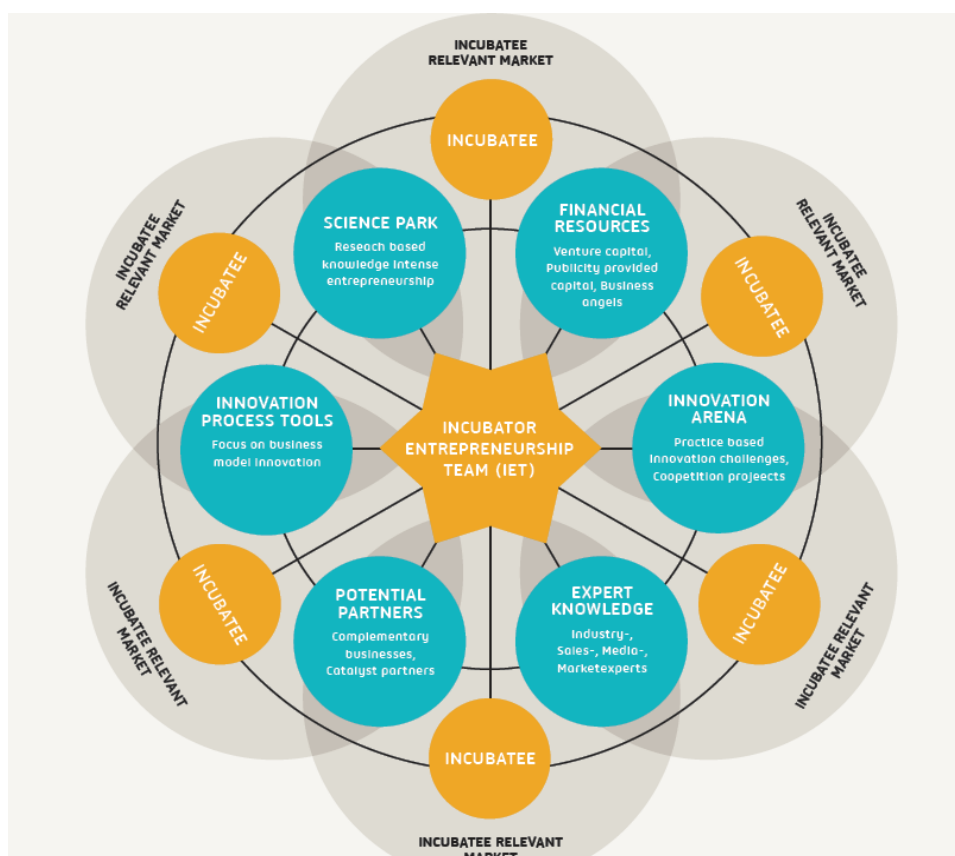 INCUBATEE
RELEVANT MARKET
INCUBATEE
SCIENCE PARK
Reseach based
knowledge intense
entrepreneurship
FINANCIAL
RESOURCES
Venture capital,
Publicity provided
capital, Business
angels
INCUBATEE
RELEVANT MARKET
INCUBATEE
INCUBATEE
RELEVANT MARKET
INCUBATEE
INNOVATION
PROCESS TOOLS
Focus on business
model innovation
INCUBATOR
ENTREPRENEURSHIP
TEAM (IET)
INNOVATION
ARENA
Practice based
innovation challenges,
Coopetition projeects
INCUBATEE RELEVANT
MARKET
INCUBATEE
POTENTIAL
PARTNERS
Complementary
businesses,
Catalyst partners
EXPERT
KNOWLEDGE
Industry-,
Sales-, Media-,
Marketexperts
INCUBATEE
INCUBATEE RELEVANT
MARKET
INCUBATEE
INCUBATEE RELEVANT
MARKET